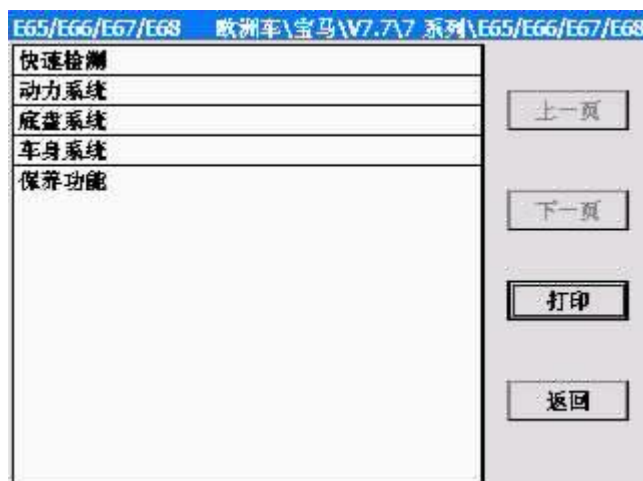 E65/E66/E67/E68 欧洲车\宝马\V7.7\7 系列\E65/E66/E67/E68
快速检测
动力系统
底盘系统
车身系统
保养功能
上一页
下一页
打印
返回